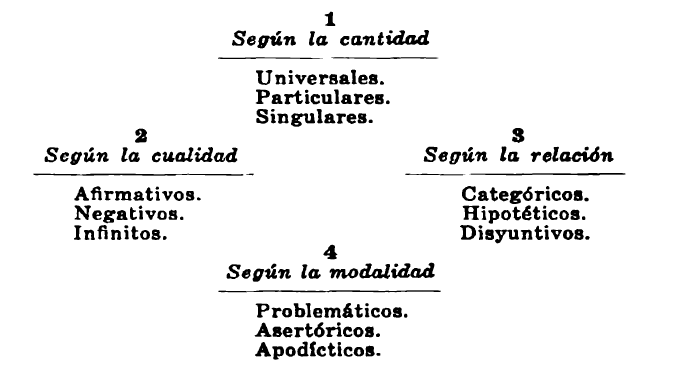 1
Según la cantidad
Universales.
Particulares.
Singulares.
2
Según la cualidad
Afirmativos.
Negativos.
Infinitos.
3
Según la relación
Categóricos.
Hipotéticos.
Disyuntivos.
4
Según la modalidad
Problemáticos.
Asertóricos.
Apodícticos.